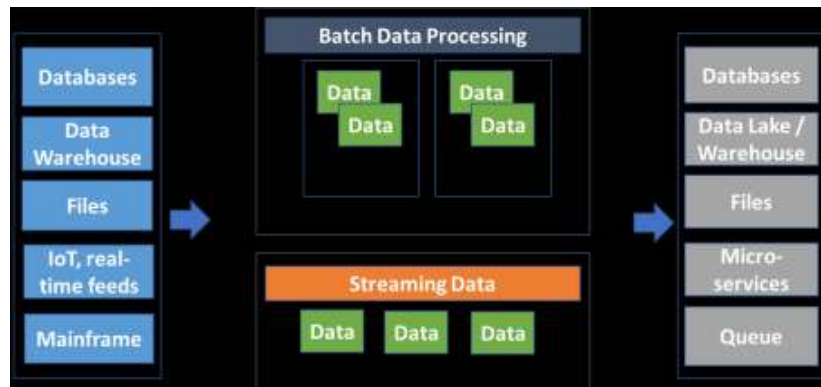 Databases
Data
Warehouse
Files
IoT, real-
time feeds
Mainframe
Batch Data Processing
Data
Data
Data
Data
Streaming Data
Data
Data
Data
Databases
Data Lake /
Warehouse
Files
Micro-
services
Queue